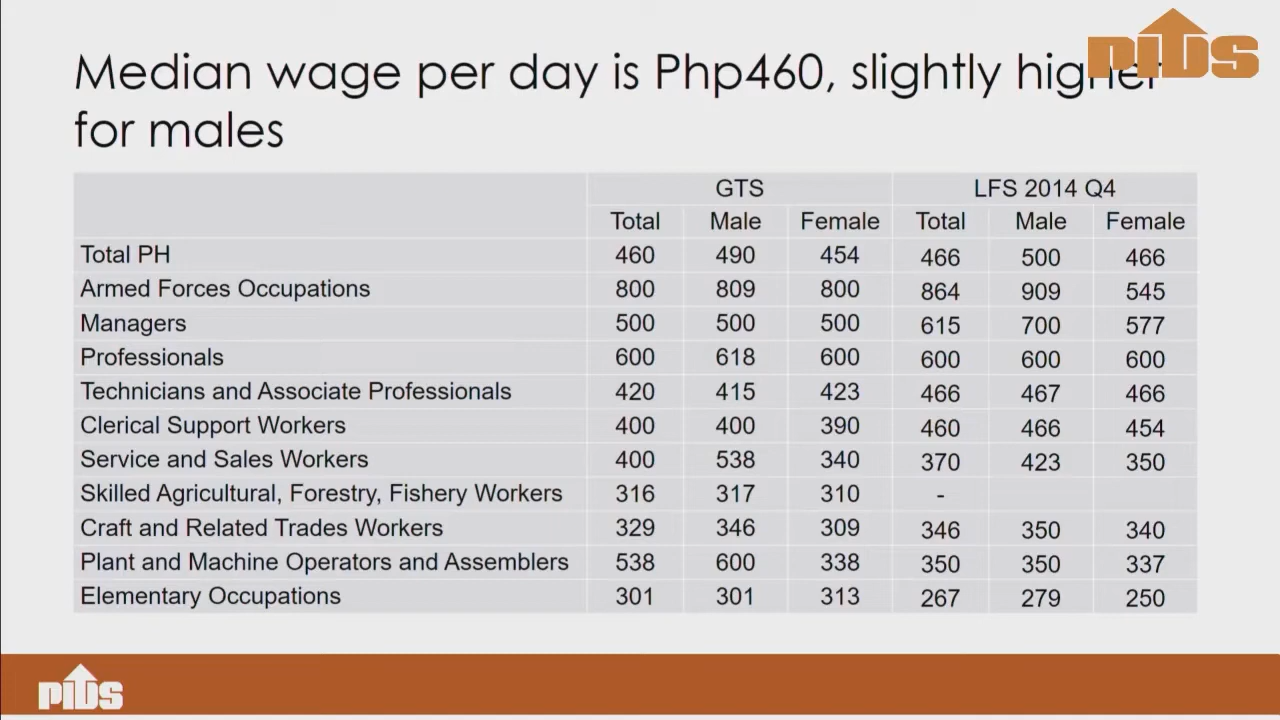 PIDS
Median wage per day is Php460, slightly higher
for males
GTS LFS 2014 Q4
Total Male Female Total Male Female
Total PH 460 490 454 466 500 466
Armed Forces Occupations 800 809 800 864 909 545
Managers 500 500 500 615 700 577
Professionals 600 618 600 600 600 600
Technicians and Associate Professionals 420 415 423 466 467 466
Clerical Support Workers 400 400 390 460 466 454
Service and Sales Workers 400 538 340 370 423 350
Skilled Agricultural, Forestry, Fishery Workers 316 317 310 -
Craft and Related Trades Workers 329 346 309 346 350 340
Plant and Machine Operators and Assemblers 538 600 338 350 350 337
Elementary Occupations 301 301 313 267 279 250
PIDS